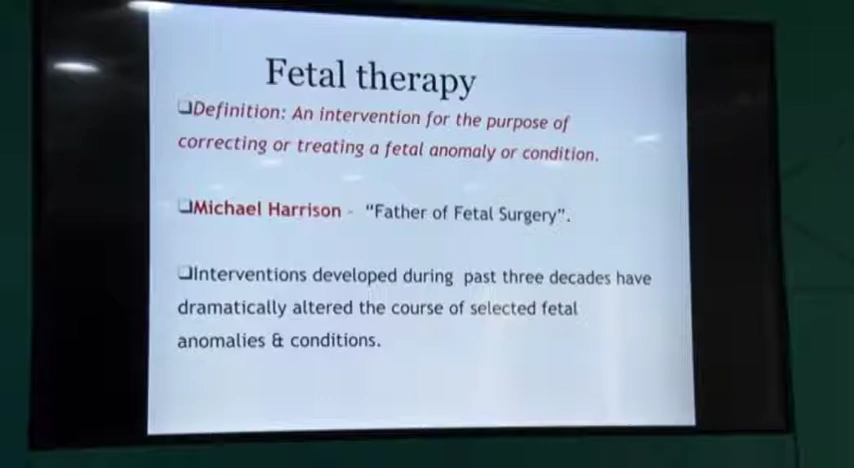 Fetal therapy
❑Definition: An intervention for the purpose of
correcting or treating a fetal anomaly or condition.
❑Michael Harrison - "Father of Fetal Surgery".
❑Interventions developed during past three decades have
dramatically altered the course of selected fetal
anomalies & conditions.